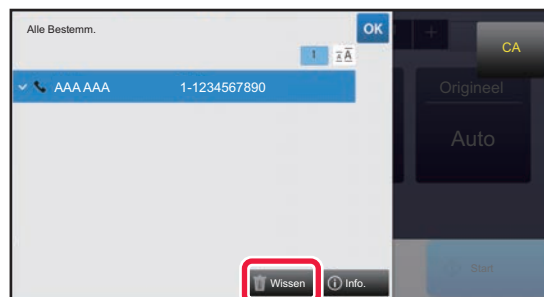 Alle Bestemm.
OK
CA
1
AAA AAA 1-1234567890
Origineel
Auto
Wissen
Info.
Start